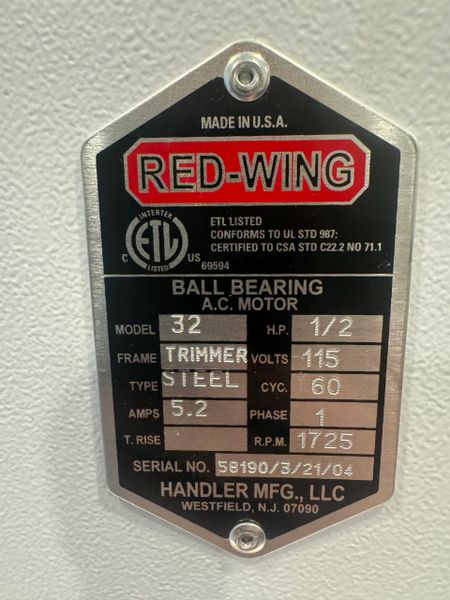 MADE IN U.S.A.
RED-WING
INTERTEK
ETL
C US
LISTED
69594
ETL LISTED
CONFORMS TO UL STD 987;
CERTIFIED TO CSA STD C22.2 NO 71.1
BALL BEARING
A.C. MOTOR
MODEL 32 H.P. 1/2
FRAME TRIMMER VOLTS 115
TYPE STEEL CYC. 60
AMPS 5.2 PHASE 1
T. RISE R.P.M. 1725
SERIAL NO. 58190/3/21/04
HANDLER MFG., LLC
WESTFIELD, N.J. 07090